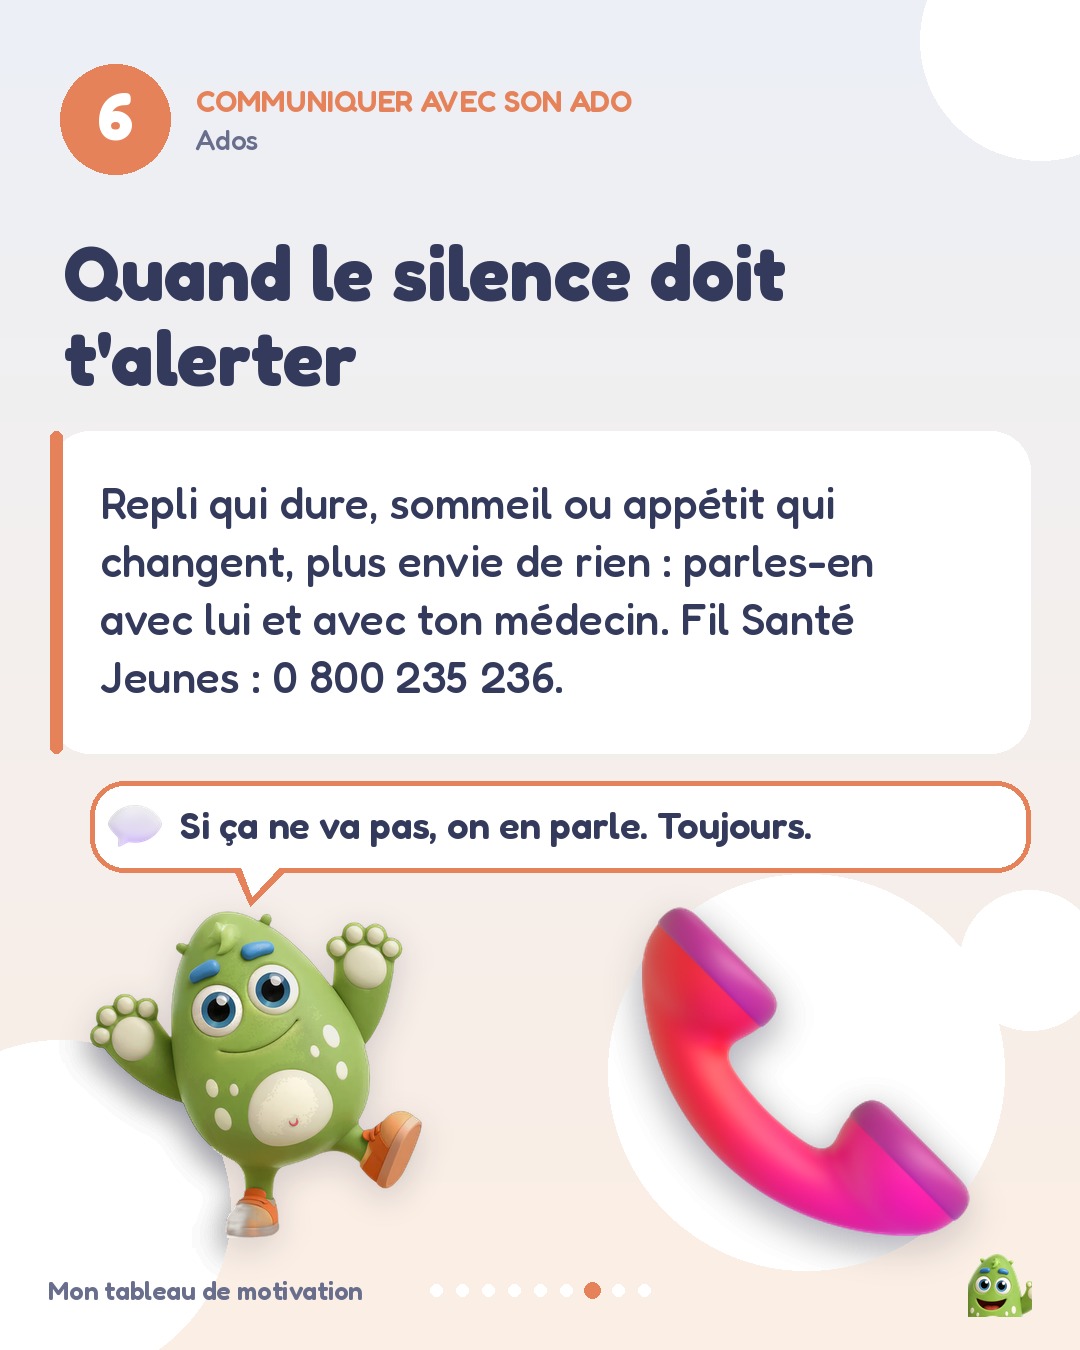 6
COMMUNIQUER AVEC SON ADO
Ados
Quand le silence doit
t'alerter
Repli qui dure, sommeil ou appétit qui
changent, plus envie de rien : parles-en
avec lui et avec ton médecin. Fil Santé
Jeunes : 0 800 235 236.
Si ça ne va pas, on en parle. Toujours.
Mon tableau de motivation